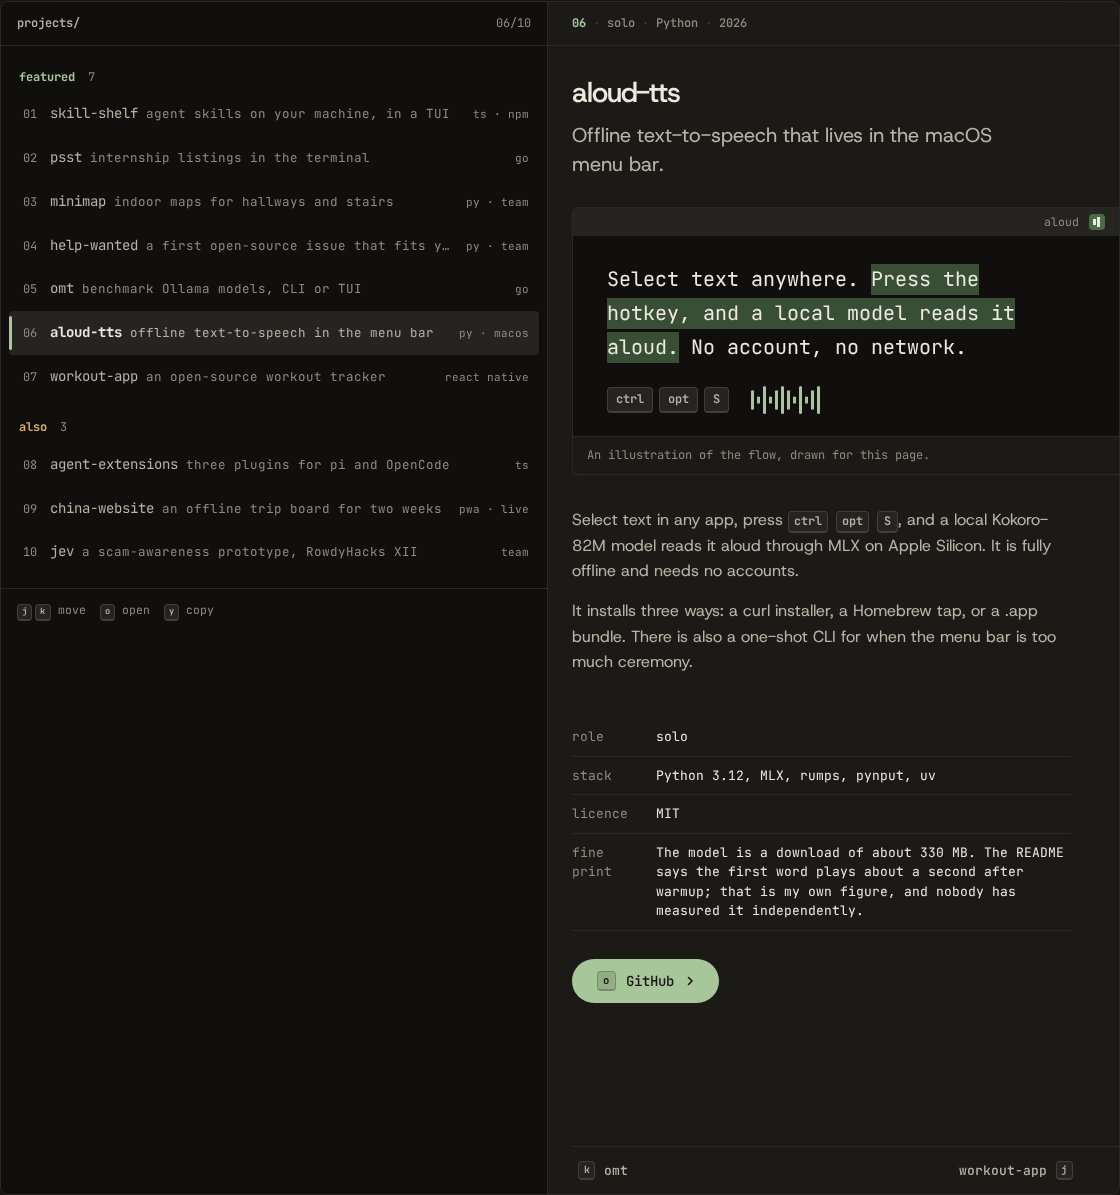 projects/ 06/10
featured 7
01 skill-shelf agent skills on your machine, in a TUI ts · npm
02 psst internship listings in the terminal go
03 minimap indoor maps for hallways and stairs py · team
04 help-wanted a first open-source issue that fits y… py · team
05 omt benchmark Ollama models, CLI or TUI go
06 aloud-tts offline text-to-speech in the menu bar py · macos
07 workout-app an open-source workout tracker react native
also 3
08 agent-extensions three plugins for pi and OpenCode ts
09 china-website an offline trip board for two weeks pwa · live
10 jev a scam-awareness prototype, RowdyHacks XII team
j k move o open y copy
06 · solo · Python · 2026
aloud-tts
Offline text-to-speech that lives in the macOS
menu bar.
aloud
Select text anywhere. Press the
hotkey, and a local model reads it
aloud. No account, no network.
ctrl opt S
An illustration of the flow, drawn for this page.
Select text in any app, press ctrl opt S, and a local Kokoro-
82M model reads it aloud through MLX on Apple Silicon. It is fully
offline and needs no accounts.
It installs three ways: a curl installer, a Homebrew tap, or a .app
bundle. There is also a one-shot CLI for when the menu bar is too
much ceremony.
role solo
stack Python 3.12, MLX, rumps, pynput, uv
licence MIT
fine print The model is a download of about 330 MB. The README
says the first word plays about a second after
warmup; that is my own figure, and nobody has
measured it independently.
o GitHub >
k omt workout-app j